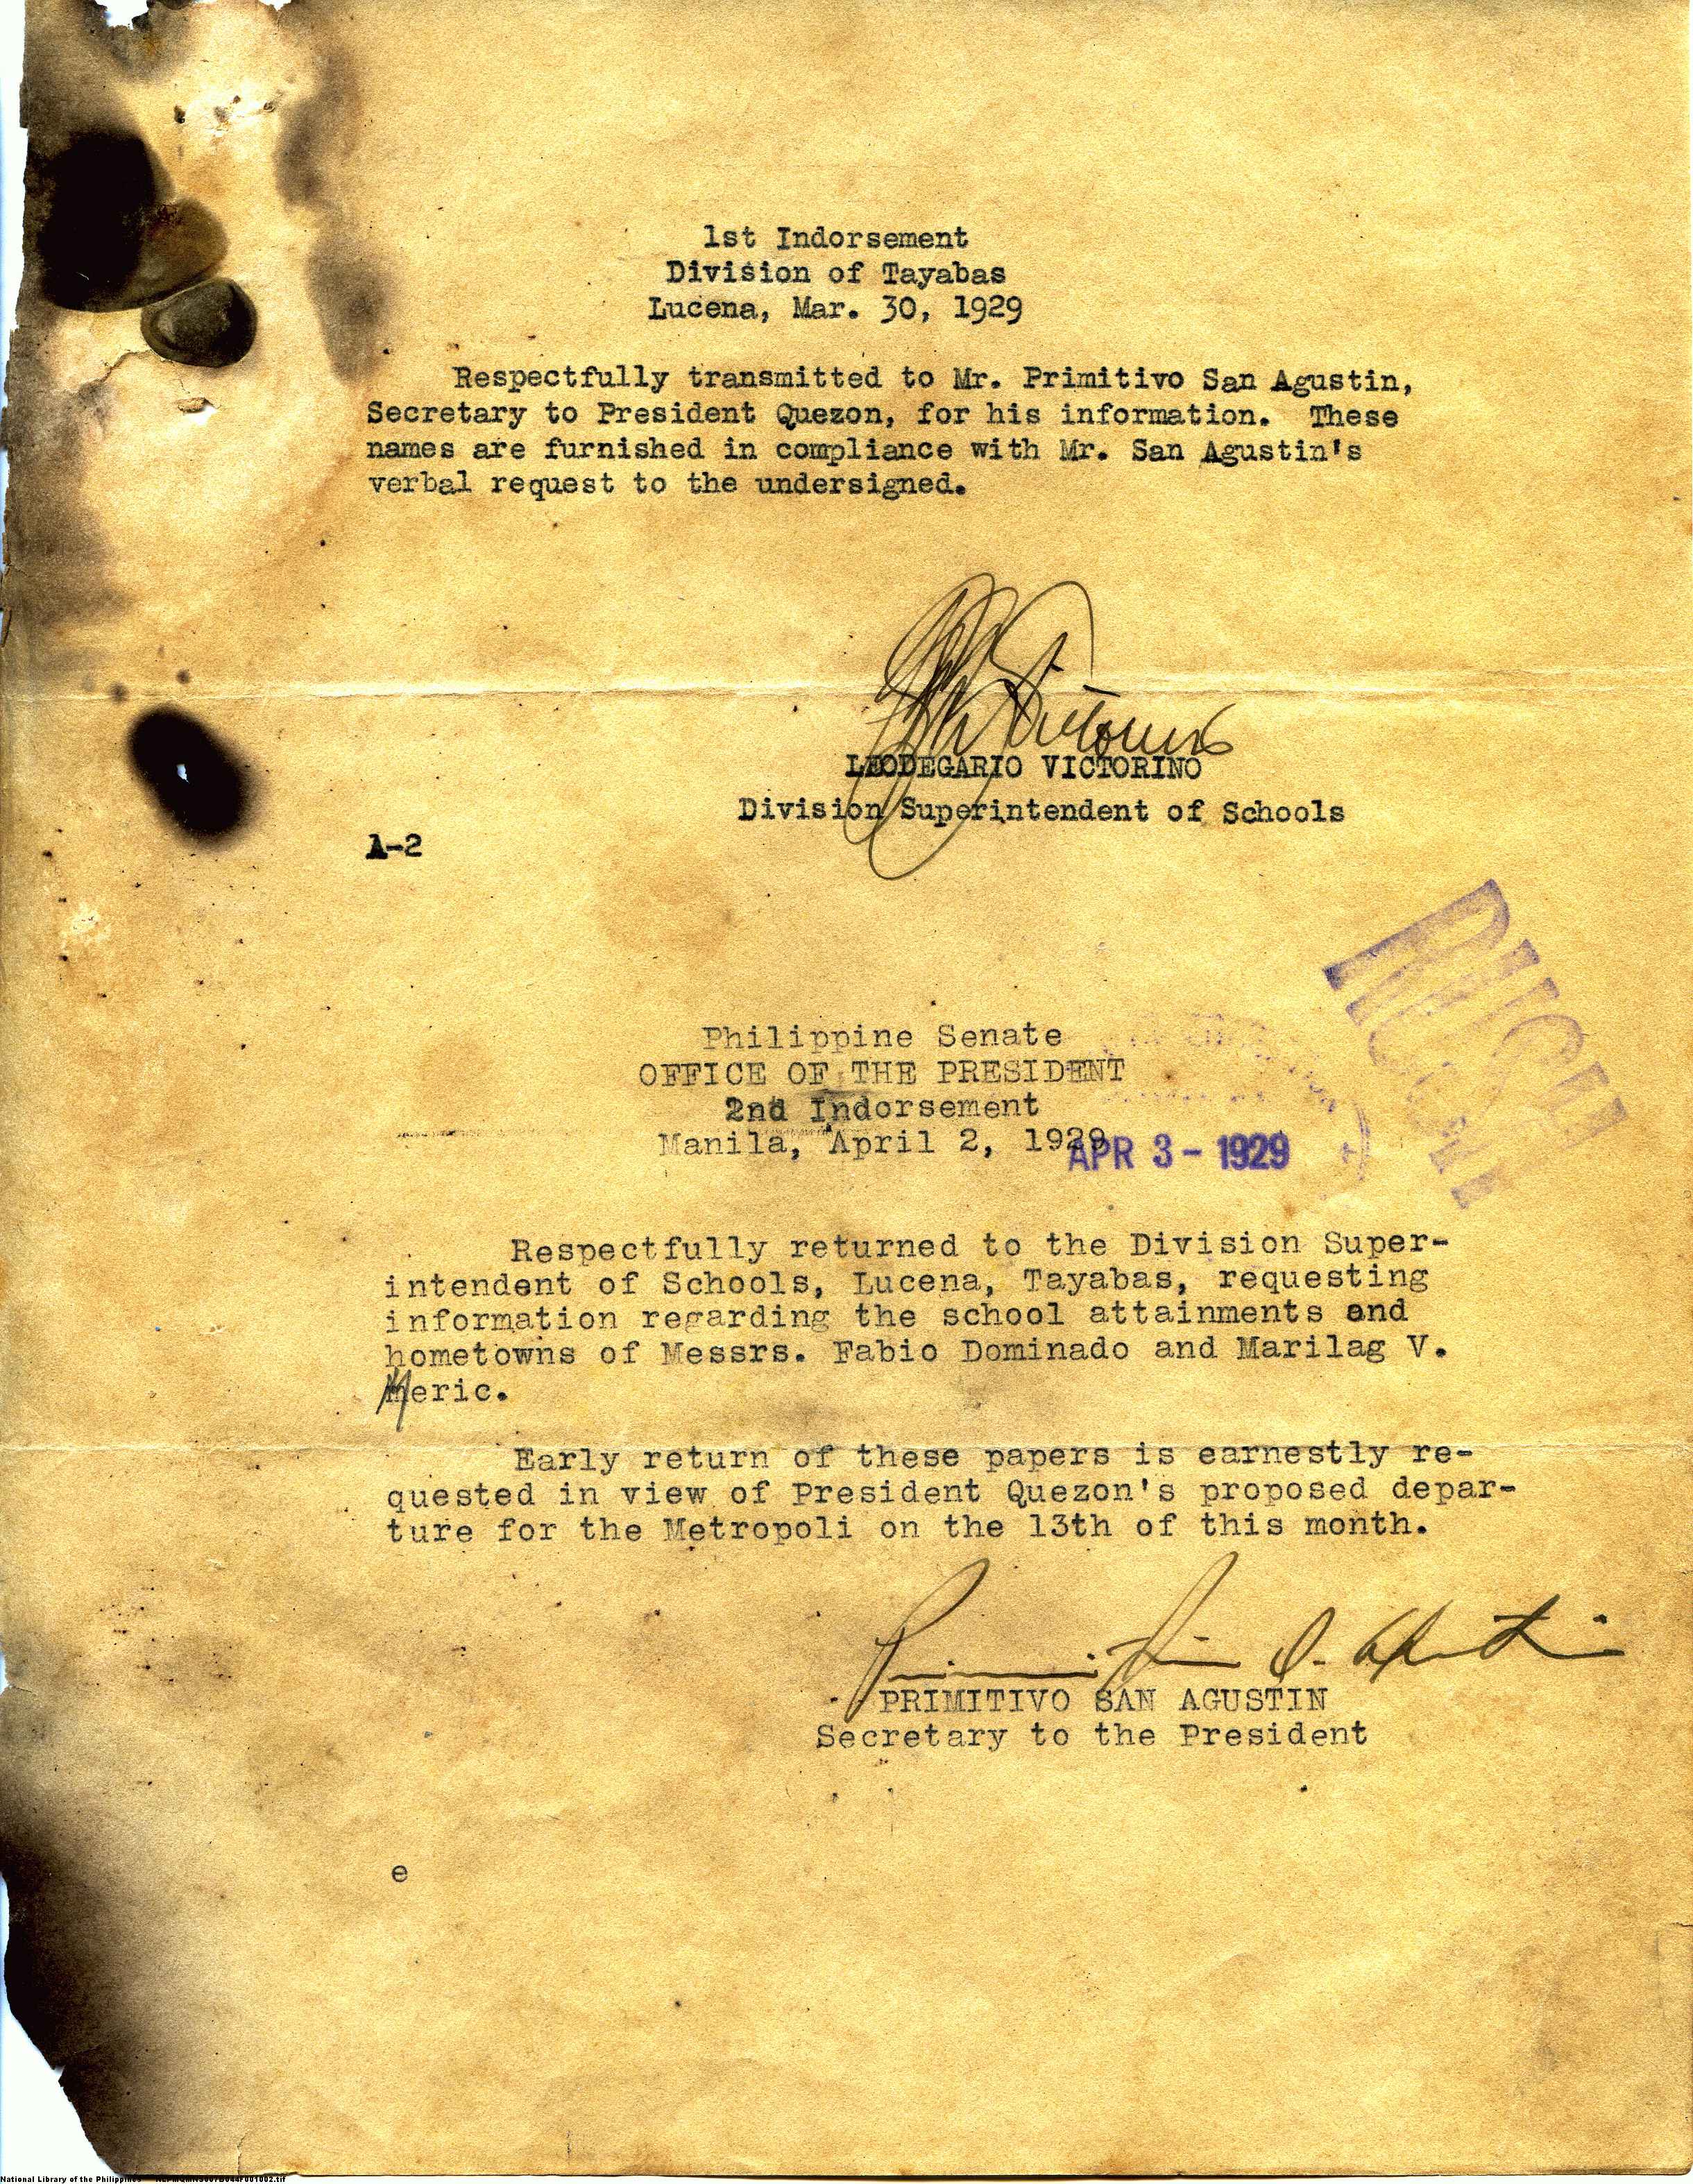 1st Indorsement
Division of Tayabas
Lucena, Mar. 30, 1929
Respectfully transmitted to Mr. Primitivo San Agustin,
Secretary to President Quezon, for his information. These
names are furnished in compliance with Mr. San Agustin's
verbal request to the undersigned.
LEODEGARIO VICTORINO
Division Superintendent of Schools
A-2
Philippine Senate
OFFICE OF THE PRESIDENT
2nd Indorsement
Manila, April 2, 1929
APR 3 - 1929
Respectfully returned to the Division Super-
intendent of Schools, Lucena, Tayabas, requesting
information regarding the school attainments and
hometowns of Messrs. Fabio Dominado and Marilag V.
Neric.
Early return of these papers is earnestly re-
quested in view of President Quezon's proposed depar-
ture for the Metropoli on the 13th of this month.
PRIMITIVO SAN AGUSTIN
Secretary to the President
e
National Library of the Philippines